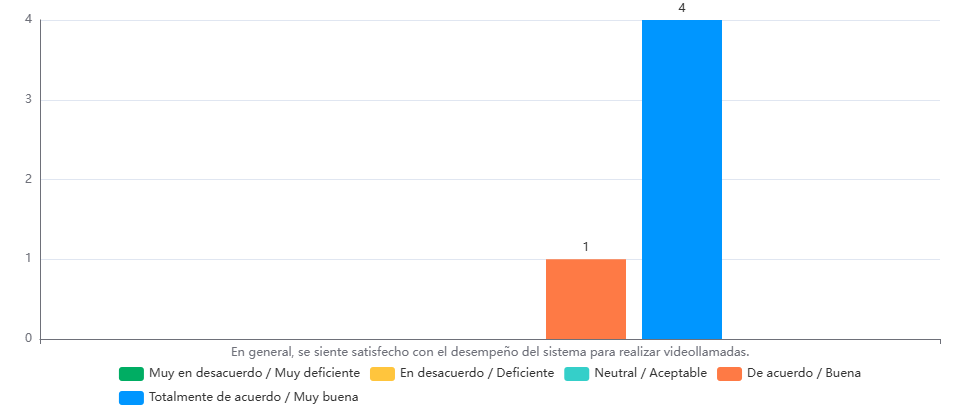 4
4
3
2
1
1
0
En general, se siente satisfecho con el desempeño del sistema para realizar videollamadas.
Muy en desacuerdo / Muy deficiente En desacuerdo / Deficiente Neutral / Aceptable De acuerdo / Buena
Totalmente de acuerdo / Muy buena